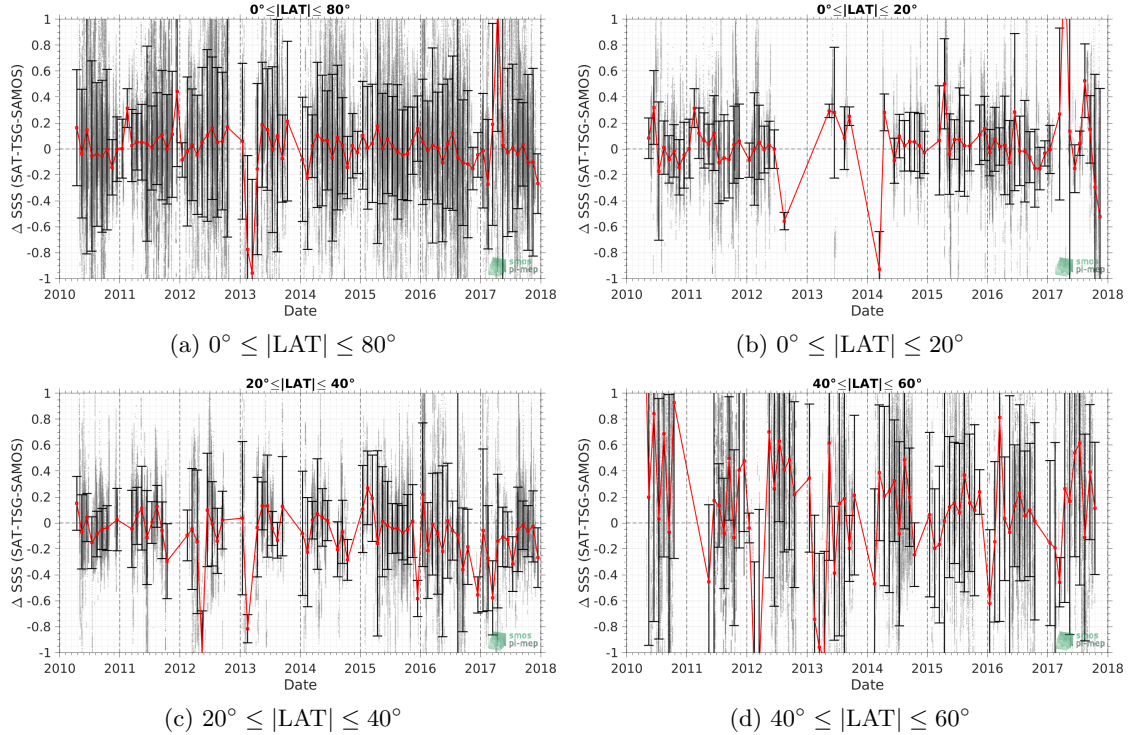 0°≤|LAT|≤ 80°
Δ SSS (SAT-TSG-SAMOS)
1
0.8
0.6
0.4
0.2
0
-0.2
-0.4
-0.6
-0.8
-1
smos
pi-mep
2010 2011 2012 2013 2014 2015 2016 2017 2018
Date
(a) 0° ≤ |LAT| ≤ 80°
0°≤|LAT|≤ 20°
Δ SSS (SAT-TSG-SAMOS)
1
0.8
0.6
0.4
0.2
0
-0.2
-0.4
-0.6
-0.8
-1
smos
pi-mep
2010 2011 2012 2013 2014 2015 2016 2017 2018
Date
(b) 0° ≤ |LAT| ≤ 20°
20°≤|LAT|≤ 40°
Δ SSS (SAT-TSG-SAMOS)
1
0.8
0.6
0.4
0.2
0
-0.2
-0.4
-0.6
-0.8
-1
smos
pi-mep
2010 2011 2012 2013 2014 2015 2016 2017 2018
Date
(c) 20° ≤ |LAT| ≤ 40°
40°≤|LAT|≤ 60°
Δ SSS (SAT-TSG-SAMOS)
1
0.8
0.6
0.4
0.2
0
-0.2
-0.4
-0.6
-0.8
-1
smos
pi-mep
2010 2011 2012 2013 2014 2015 2016 2017 2018
Date
(d) 40° ≤ |LAT| ≤ 60°